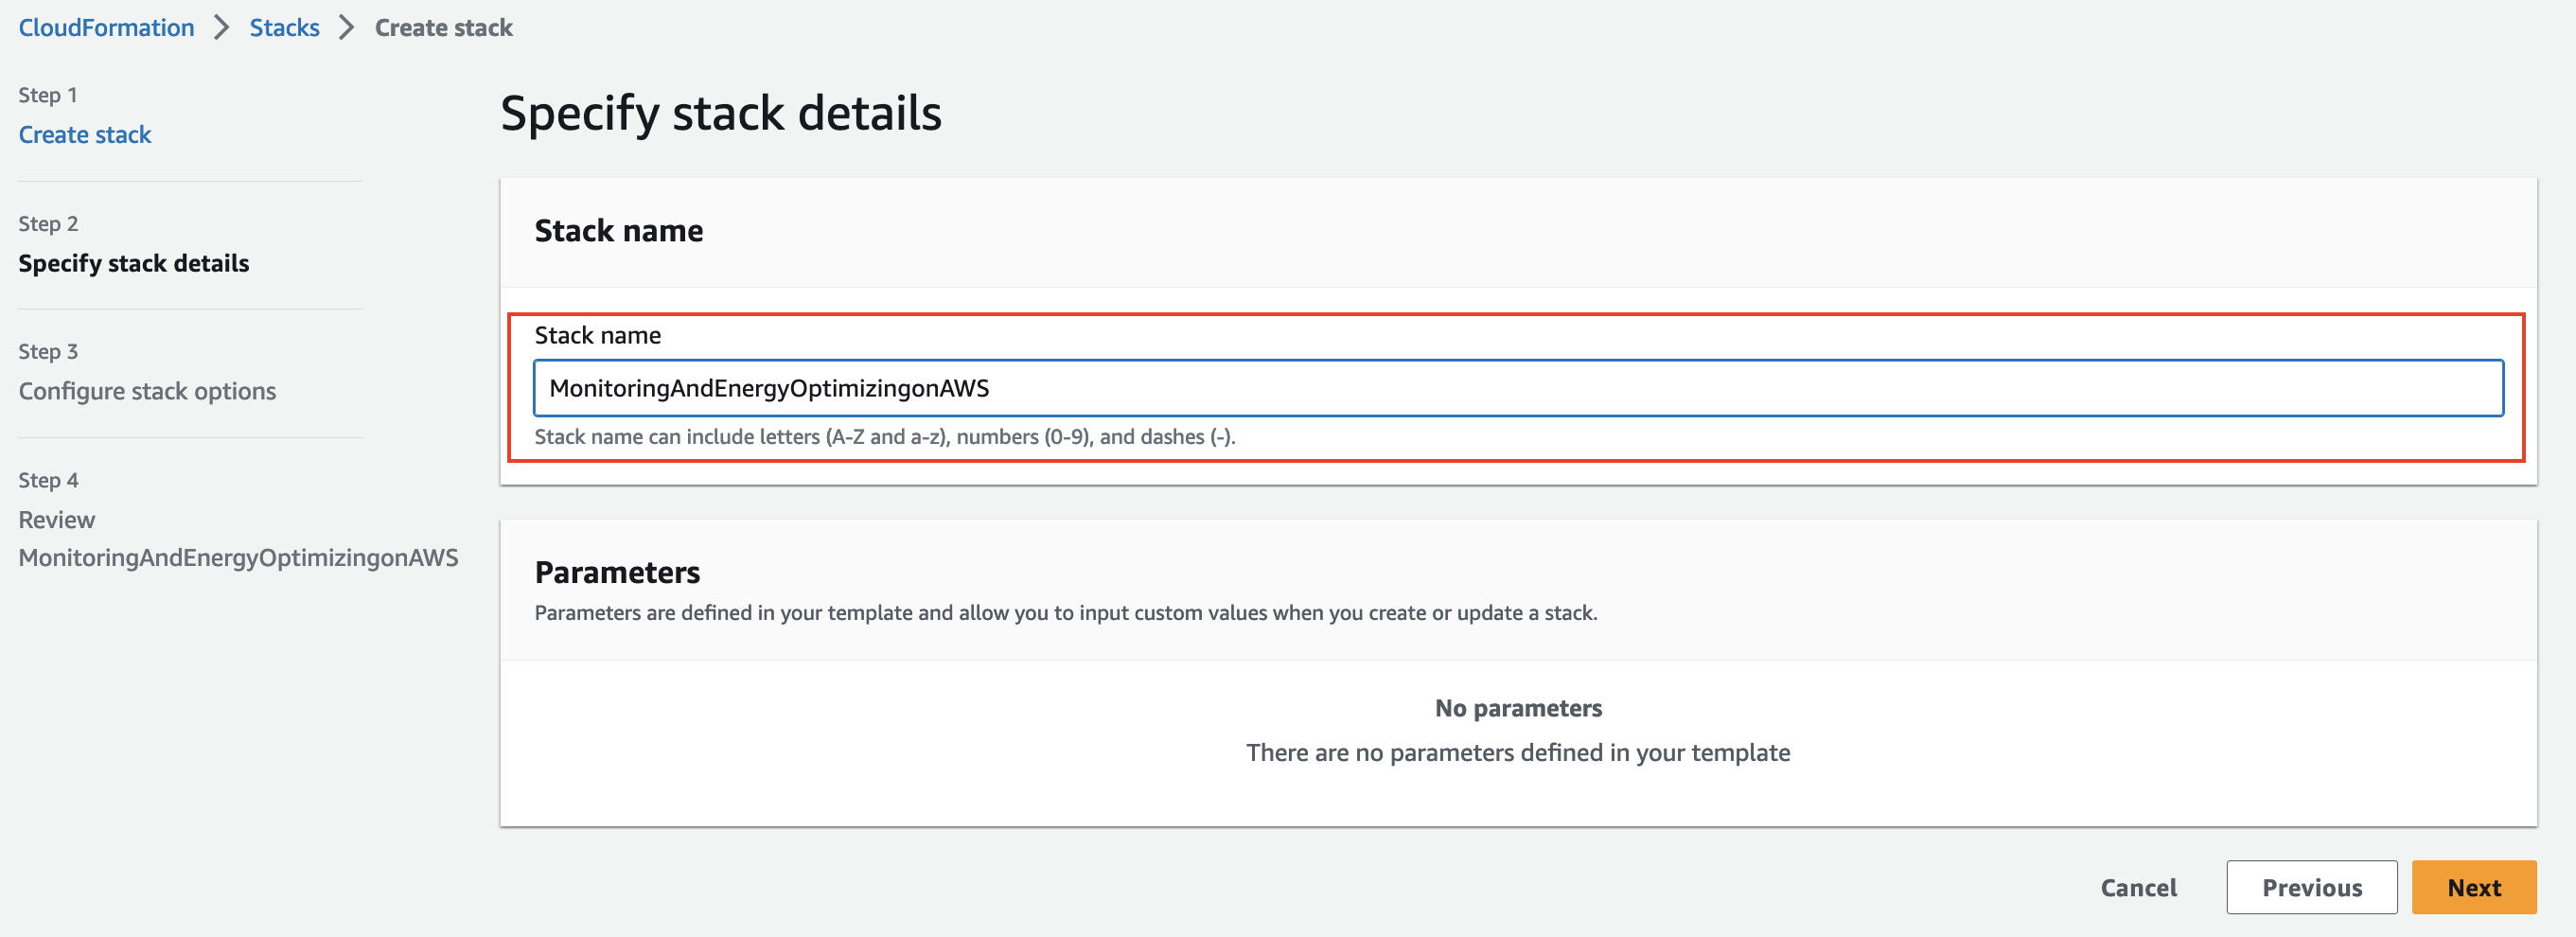 CloudFormation > Stacks > Create stack
Step 1
Create stack
Step 2
Specify stack details
Step 3
Configure stack options
Step 4
Review
MonitoringAndEnergyOptimizingonAWS
Specify stack details
Stack name
Stack name
MonitoringAndEnergyOptimizingonAWS
Stack name can include letters (A-Z and a-z), numbers (0-9), and dashes (-).
Parameters
Parameters are defined in your template and allow you to input custom values when you create or update a stack.
No parameters
There are no parameters defined in your template
Cancel Previous Next